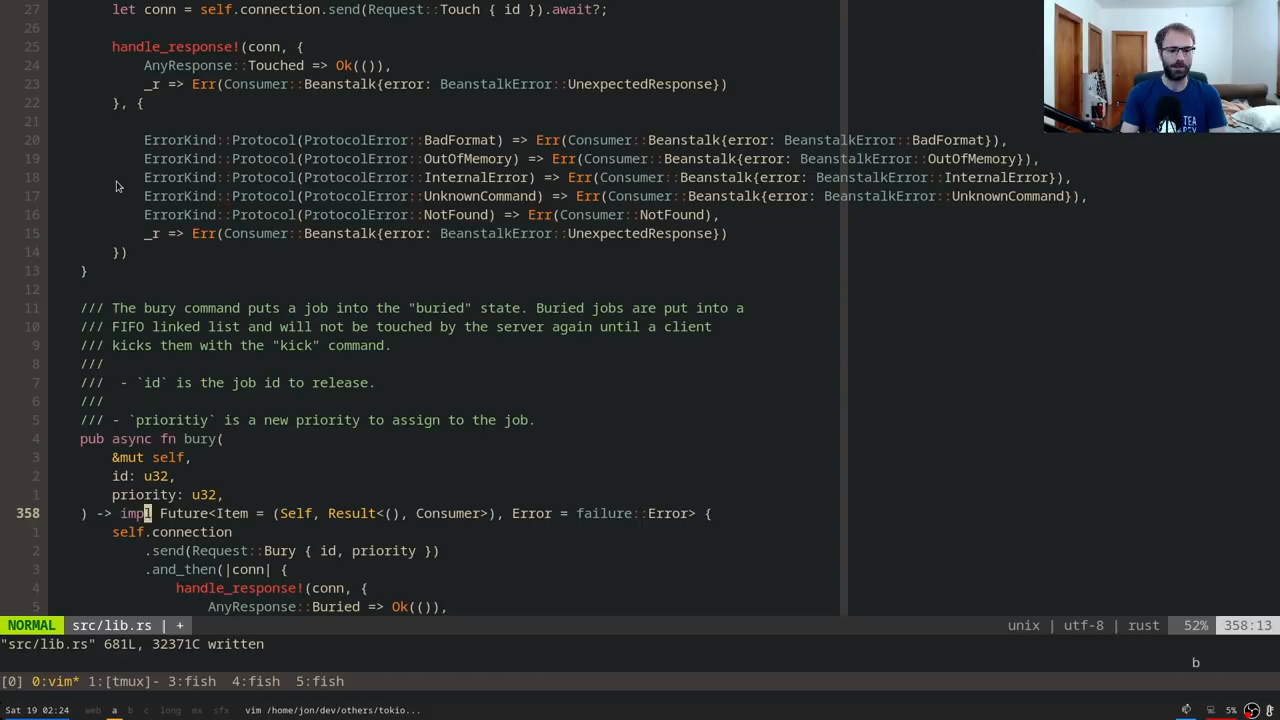 27 let conn = self.connection.send(Request::Touch { id }).await?;
26
25 handle_response!(conn, {
24 AnyResponse::Touched => Ok(()),
23 _r => Err(Consumer::Beanstalk{error: BeanstalkError::UnexpectedResponse})
22 }, {
21
20 ErrorKind::Protocol(ProtocolError::BadFormat) => Err(Consumer::Beanstalk{error: BeanstalkError::BadFormat}),
19 ErrorKind::Protocol(ProtocolError::OutOfMemory) => Err(Consumer::Beanstalk{error: BeanstalkError::OutOfMemory}),
18 ErrorKind::Protocol(ProtocolError::InternalError) => Err(Consumer::Beanstalk{error: BeanstalkError::InternalError}),
17 ErrorKind::Protocol(ProtocolError::UnknownCommand) => Err(Consumer::Beanstalk{error: BeanstalkError::UnknownCommand}),
16 ErrorKind::Protocol(ProtocolError::NotFound) => Err(Consumer::NotFound),
15 _r => Err(Consumer::Beanstalk{error: BeanstalkError::UnexpectedResponse})
14 })
13 }
12
11 /// The bury command puts a job into the "buried" state. Buried jobs are put into a
10 /// FIFO linked list and will not be touched by the server again until a client
9 /// kicks them with the "kick" command.
8 ///
7 /// - `id` is the job id to release.
6 ///
5 /// - `prioritiy` is a new priority to assign to the job.
4 pub async fn bury(
3 &mut self,
2 id: u32,
1 priority: u32,
358 ) -> impl Future<Item = (Self, Result<(), Consumer>), Error = failure::Error> {
1 self.connection
2 .send(Request::Bury { id, priority })
3 .and_then(|conn| {
4 handle_response!(conn, {
5 AnyResponse::Buried => Ok(()),
NORMAL src/lib.rs | + unix | utf-8 | rust 52% 358:13
"src/lib.rs" 681L, 32371C written
b
[0] 0:vim* 1:[tmux]- 3:fish 4:fish 5:fish
Sat 19 02:24 web a b c long mx sfx vim /home/jon/dev/others/tokio... 5%